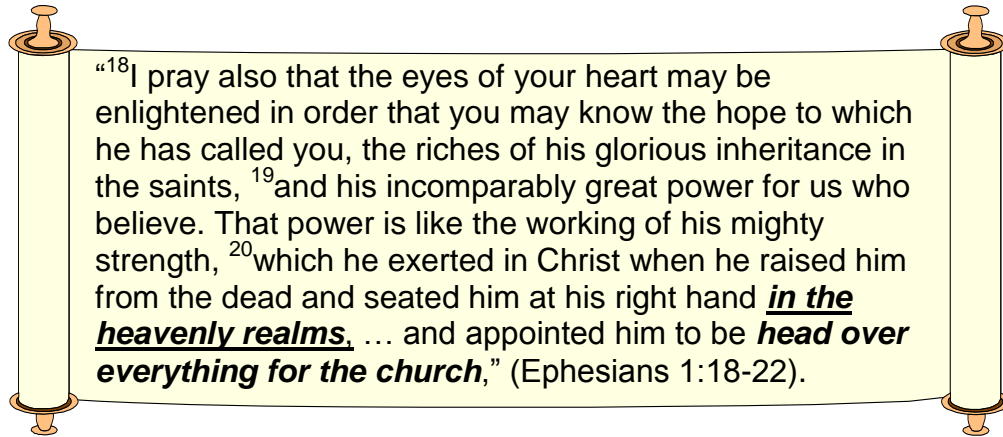 “¹⁸I pray also that the eyes of your heart may be
enlightened in order that you may know the hope to which
he has called you, the riches of his glorious inheritance in
the saints, ¹⁹and his incomparably great power for us who
believe. That power is like the working of his mighty
strength, ²⁰which he exerted in Christ when he raised him
from the dead and seated him at his right hand in the
heavenly realms, … and appointed him to be head over
everything for the church,” (Ephesians 1:18-22).